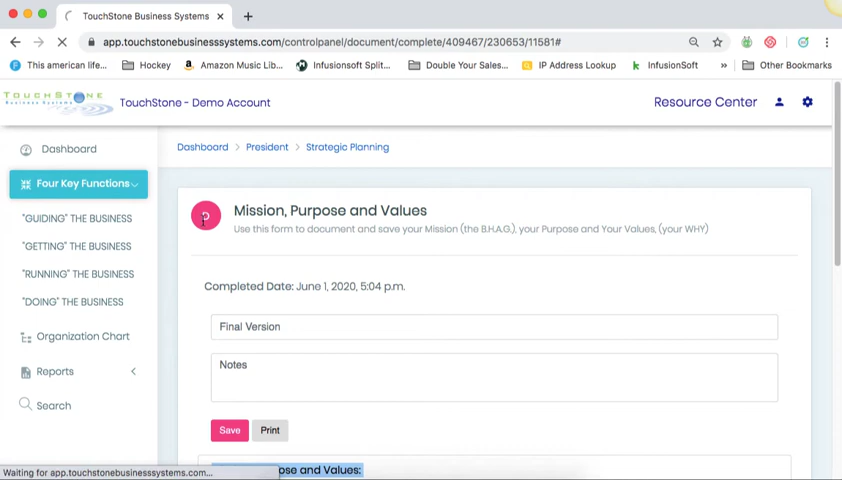 TouchStone Business Systems
app.touchstonebusinesssystems.com/controlpanel/document/complete/409467/230653/11581#
This american life...
Hockey
Amazon Music Lib...
Infusionsoft Split...
Double Your Sales...
IP Address Lookup
InfusionSoft
»
Other Bookmarks
TOUCHSTONE
Business Systems
TouchStone - Demo Account
Resource Center
Dashboard
Four Key Functions
"GUIDING" THE BUSINESS
"GETTING" THE BUSINESS
"RUNNING" THE BUSINESS
"DOING" THE BUSINESS
Organization Chart
Reports
Search
Dashboard > President > Strategic Planning
Mission, Purpose and Values
Use this form to document and save your Mission (the B.H.A.G.), your Purpose and Your Values, (your WHY)
Completed Date: June 1, 2020, 5:04 p.m.
Final Version
Notes
Save
Print
pose and Values:
Waiting for app.touchstonebusinesssystems.com...